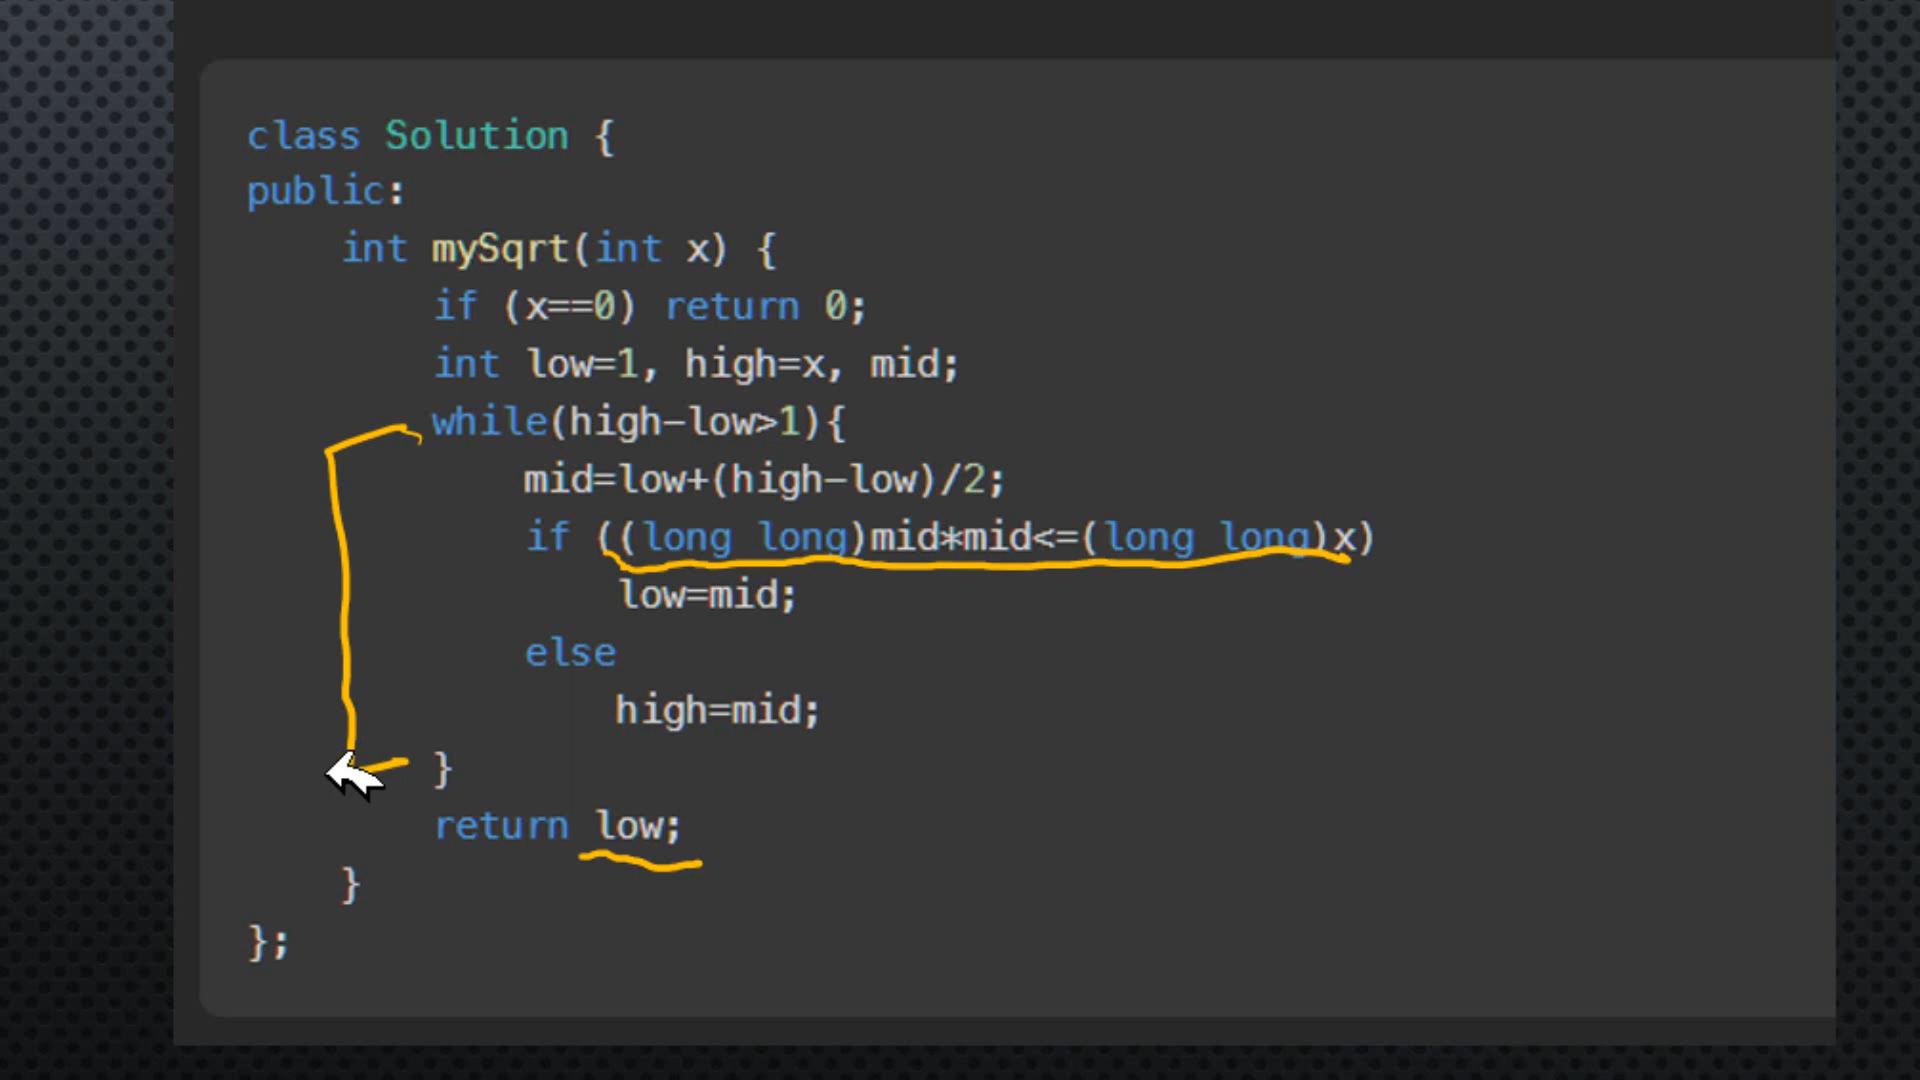 class Solution {
public:
int mySqrt(int x) {
if (x==0) return 0;
int low=1, high=x, mid;
while(high-low>1){
mid=low+(high-low)/2;
if ((long long)mid*mid<=(long long)x)
low=mid;
else
high=mid;
}
return low;
}
};